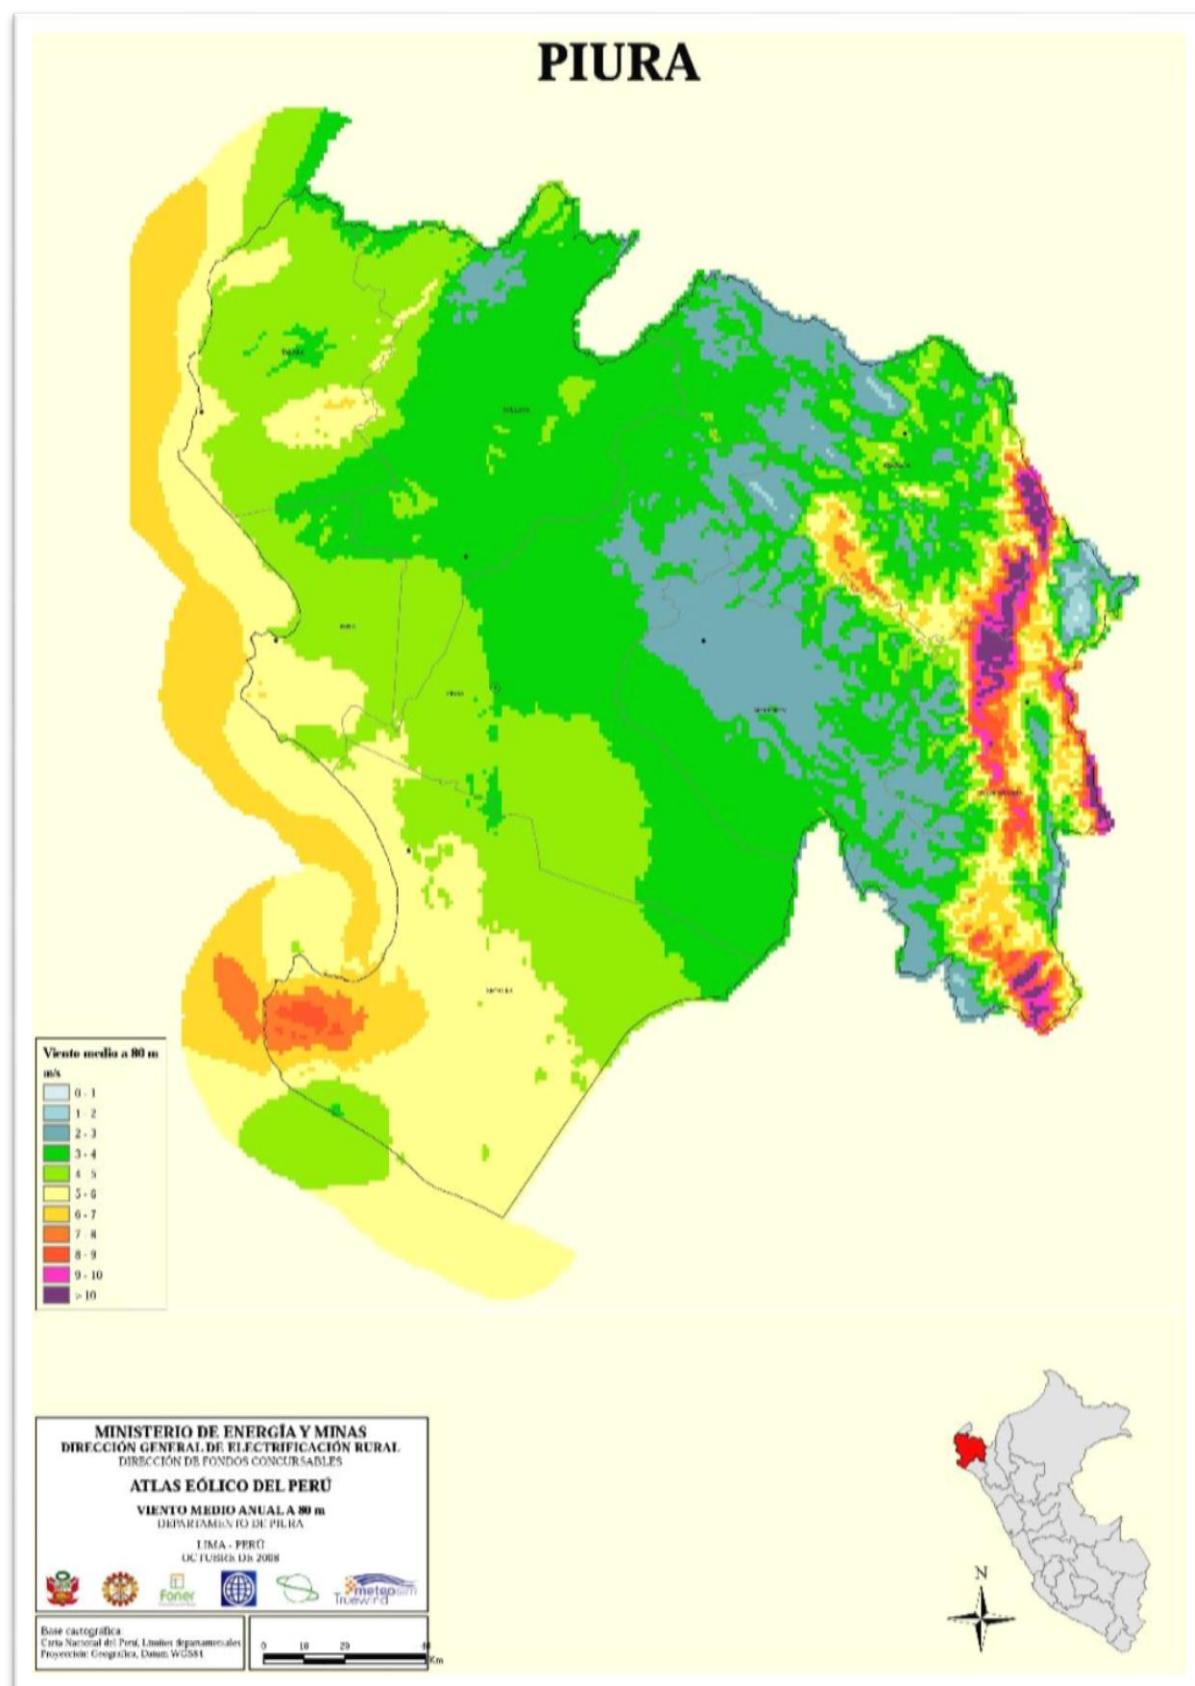 PIURA
Viento medio a 80 m
m/s
0 - 1
1 - 2
2 - 3
3 - 4
4 - 5
5 - 6
6 - 7
7 - 8
8 - 9
9 - 10
> 10
MINISTERIO DE ENERGÍA Y MINAS
DIRECCIÓN GENERAL DE ELECTRIFICACIÓN RURAL
DIRECCIÓN DE FONDOS CONCURSABLES
ATLAS EÓLICO DEL PERÚ
VIENTO MEDIO ANUAL A 80 m
DEPARTAMENTO DE PIURA
LIMA - PERÚ
OCTUBRE DE 2008
Foner
meteosim
Truewind
Base cartográfica
Carta Nacional del Perú, Límites departamentales
Proyección: Geográfica, Datum WGS84
0 10 20 40
Km
N